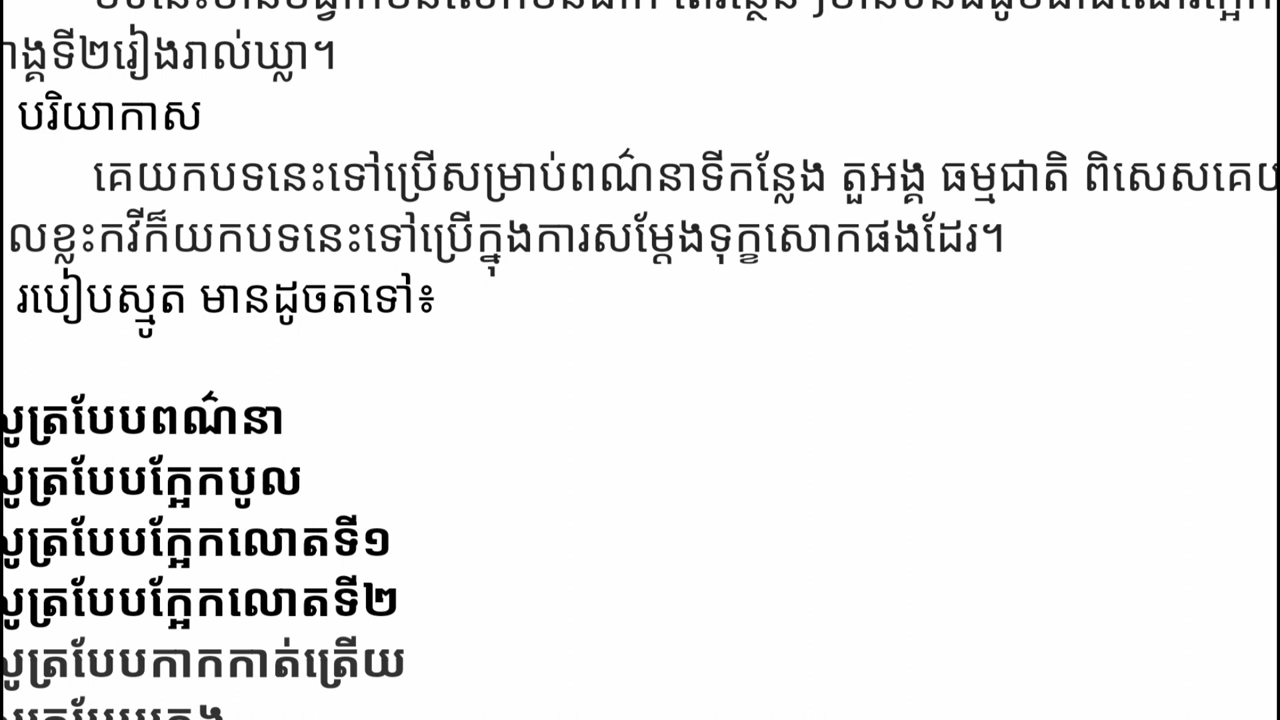 ទី២រៀងរាល់ឃ្លា។
បរិយាកាស
គេយកបទនេះទៅប្រើសម្រាប់ពណ៌នាទីកន្លែង តួអង្គ ធម្មជាតិ ពិសេស
ខ្លះកវីក៏យកបទនេះទៅប្រើក្នុងការសម្ដែងទុក្ខសោកផងដែរ។
របៀបស្មូត មានដូចតទៅ៖
សូត្របែបពណ៌នា
សូត្របែបក្អែកបូល
សូត្របែបក្អែកលោតទី១
សូត្របែបក្អែកលោតទី២
សូត្របែបកាកកាត់ត្រើយ